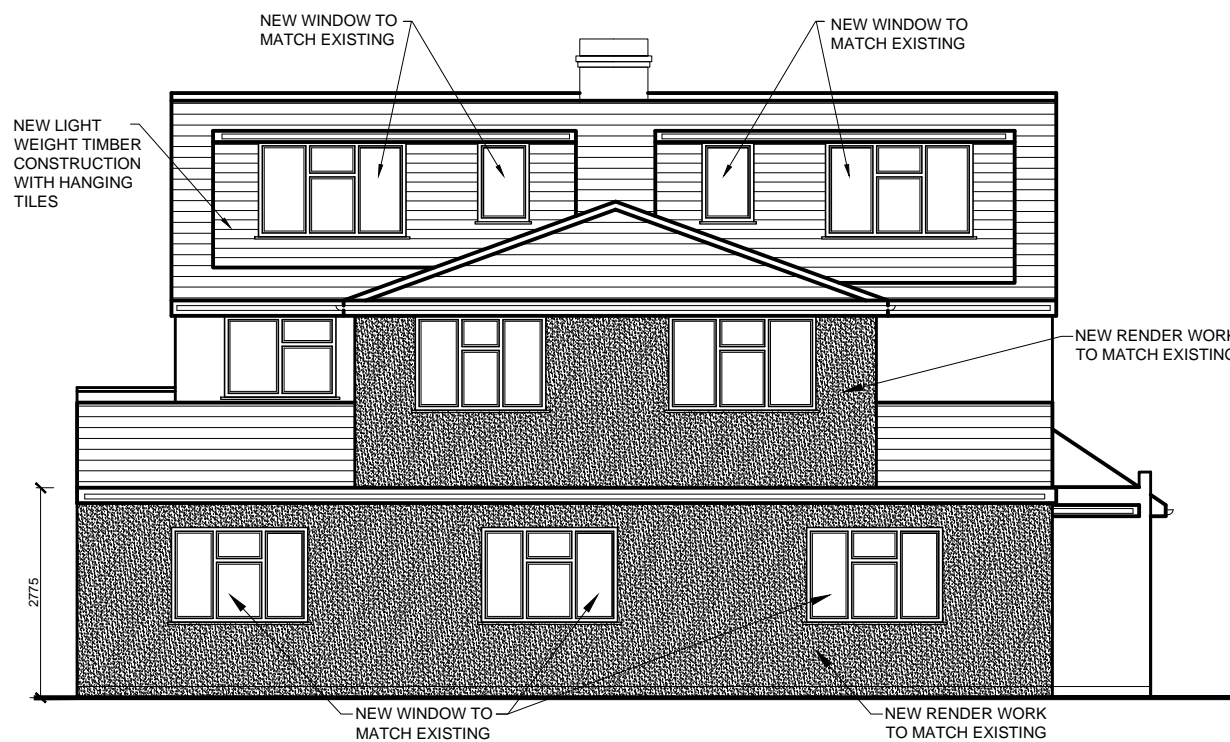 NEW WINDOW TO
MATCH EXISTING
NEW WINDOW TO
MATCH EXISTING
NEW LIGHT
WEIGHT TIMBER
CONSTRUCTION
WITH HANGING
TILES
NEW RENDER WORK
TO MATCH EXISTING
2775
NEW WINDOW TO
MATCH EXISTING
NEW RENDER WORK
TO MATCH EXISTING